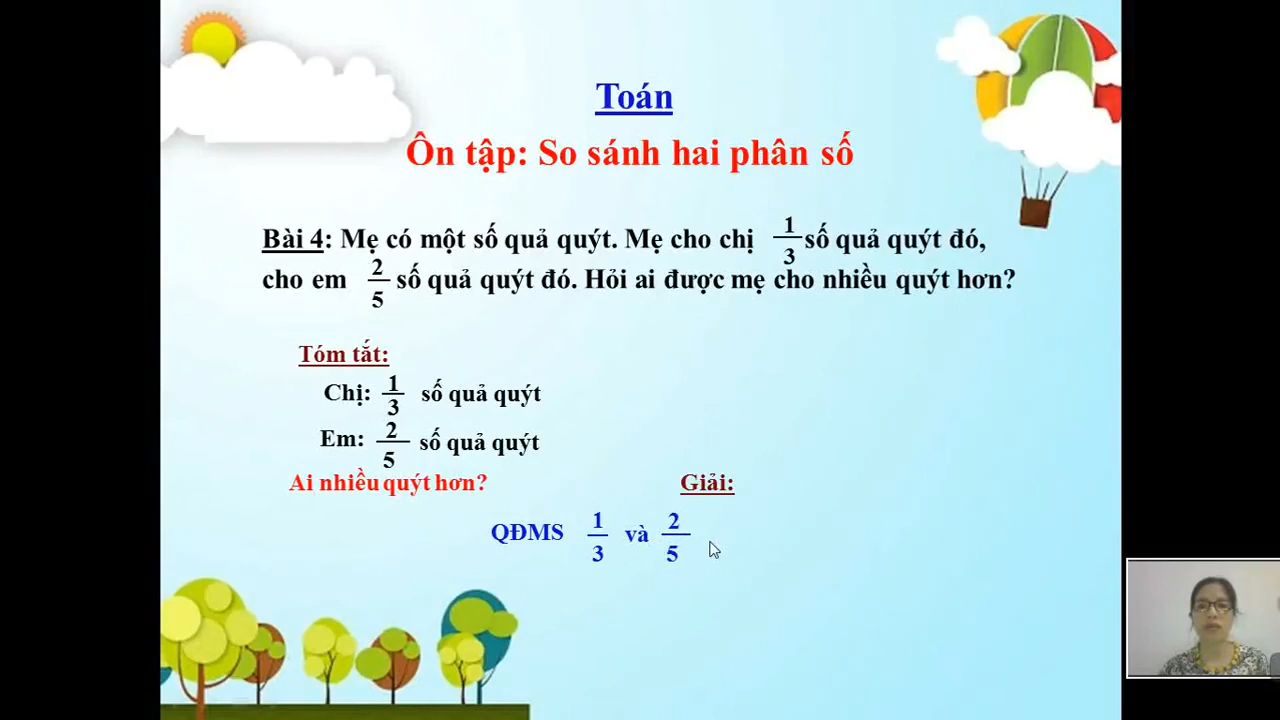 Toán
Ôn tập: So sánh hai phân số
Bài 4: Mẹ có một số quả quýt. Mẹ cho chị 1/3 số quả quýt đó,
cho em 2/5 số quả quýt đó. Hỏi ai được mẹ cho nhiều quýt hơn?
Tóm tắt:
Chị: 1/3 số quả quýt
Em: 2/5 số quả quýt
Ai nhiều quýt hơn?
Giải:
QĐMS 1/3 và 2/5